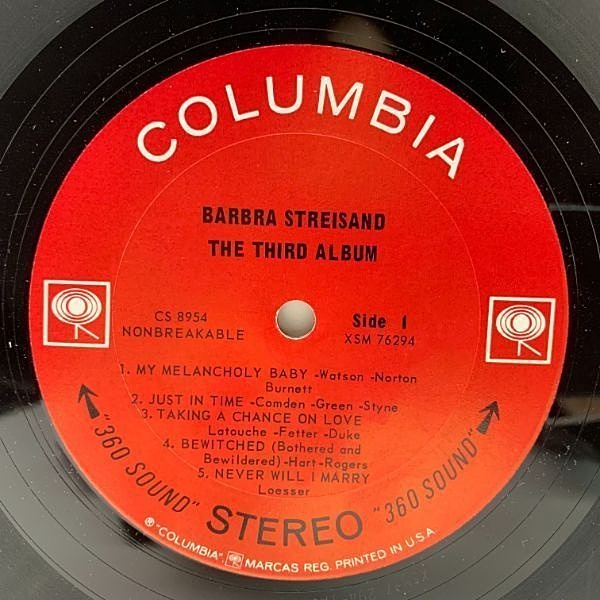 COLUMBIA
BARBRA STREISAND
THE THIRD ALBUM
CS 8954
NONBREAKABLE
Side 1
XSM 76294
1. MY MELANCHOLY BABY -Watson -Norton
Burnett
2. JUST IN TIME -Comden -Green -Styne
3. TAKING A CHANCE ON LOVE
Latouche -Fetter -Duke
4. BEWITCHED (Bothered and
Bewildered) -Hart -Rogers
5. NEVER WILL I MARRY
Loesser
"360 SOUND" STEREO "360 SOUND"
® "COLUMBIA", MARCAS REG. PRINTED IN U.S.A.